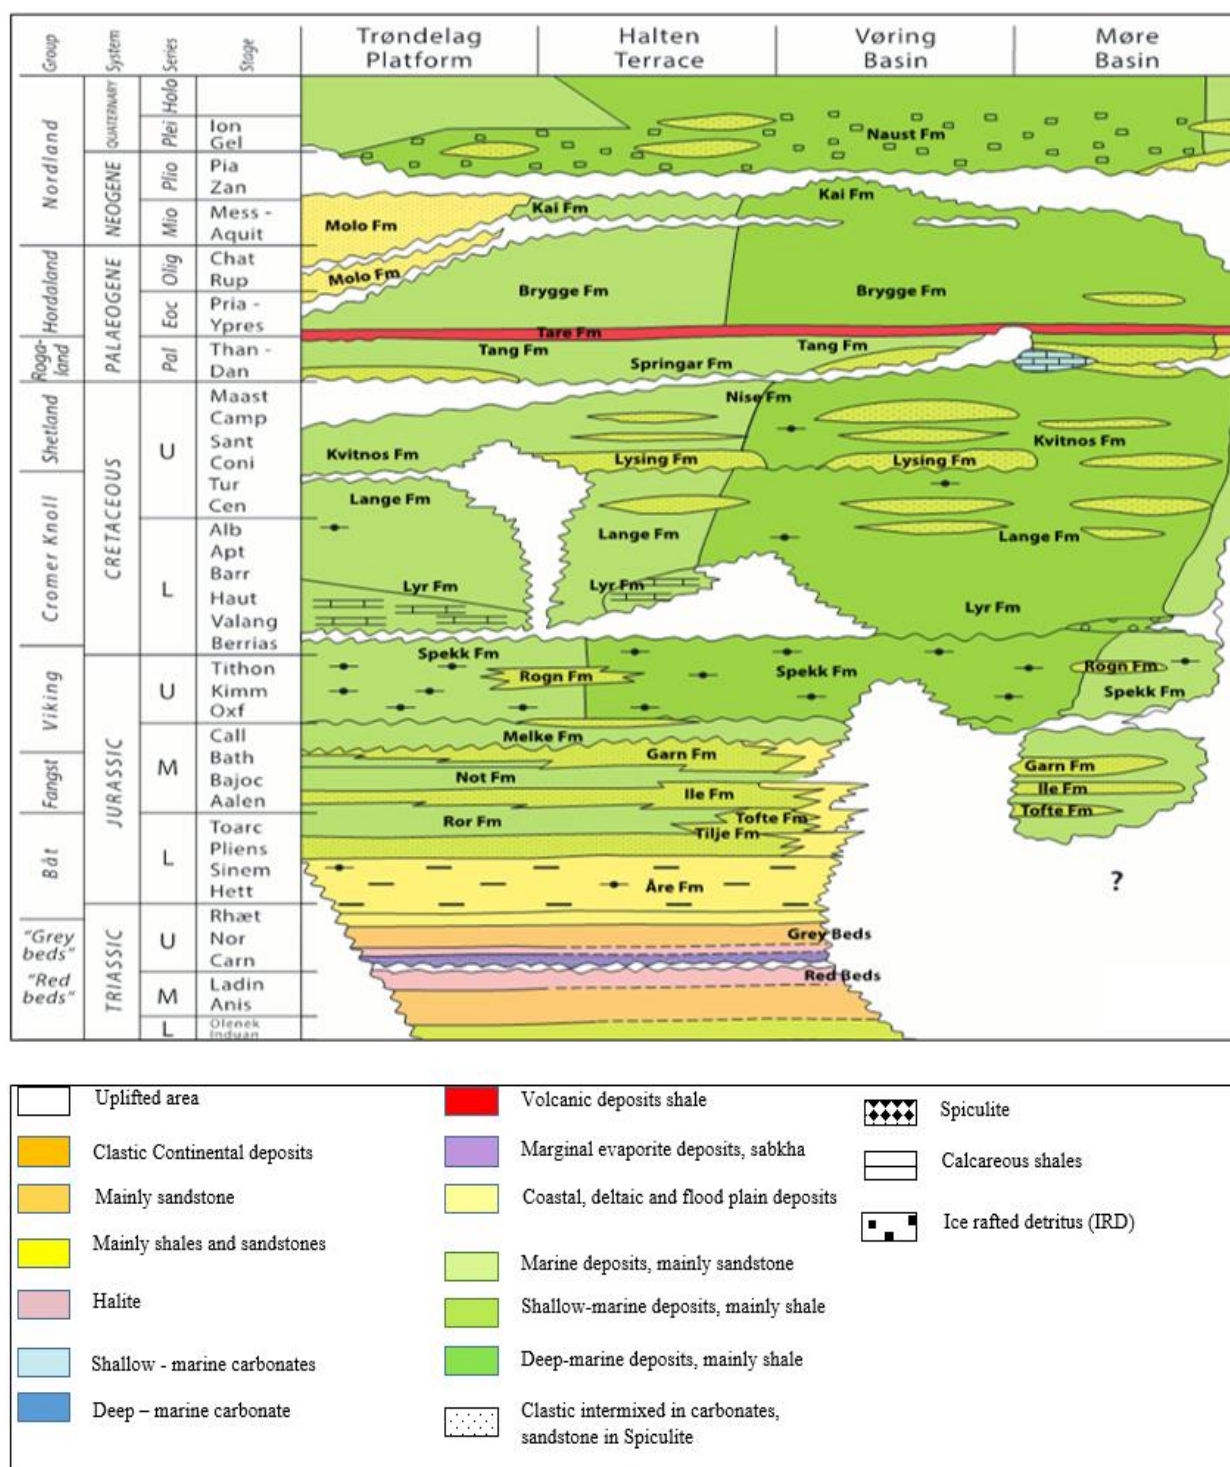 Group
System
Series
Stage
Trøndelag
Platform
Halten
Terrace
Vøring
Basin
Møre
Basin
Nordland
Hordaland
Roga-
land
Shetland
Cromer Knoll
Viking
Fangst
Båt
"Grey
beds"
"Red
beds"
QUATERNARY
NEOGENE
PALAEOGENE
CRETACEOUS
JURASSIC
TRIASSIC
Holo
Plei
Plio
Mio
Olig
Eoc
Pal
U
L
U
M
L
U
M
L
Ion
Gel
Pia
Zan
Mess -
Aquit
Chat
Rup
Pria -
Ypres
Than -
Dan
Maast
Camp
Sant
Coni
Tur
Cen
Alb
Apt
Barr
Haut
Valang
Berrias
Tithon
Kimm
Oxf
Call
Bath
Bajoc
Aalen
Toarc
Pliens
Sinem
Hett
Rhæt
Nor
Carn
Ladin
Anis
Olenek
Induan
Naust Fm
Kai Fm
Kai Fm
Molo Fm
Molo Fm
Brygge Fm
Brygge Fm
Tare Fm
Tang Fm
Tang Fm
Springar Fm
Nise Fm
Kvitnos Fm
Kvitnos Fm
Lysing Fm
Lysing Fm
Lange Fm
Lange Fm
Lange Fm
Lyr Fm
Lyr Fm
Lyr Fm
Spekk Fm
Spekk Fm
Spekk Fm
Rogn Fm
Rogn Fm
Melke Fm
Garn Fm
Garn Fm
Not Fm
Ile Fm
Ile Fm
Ror Fm
Tofte Fm
Tofte Fm
Tilje Fm
Åre Fm
?
Grey Beds
Red Beds
Uplifted area
Clastic Continental deposits
Mainly sandstone
Mainly shales and sandstones
Halite
Shallow - marine carbonates
Deep – marine carbonate
Volcanic deposits shale
Marginal evaporite deposits, sabkha
Coastal, deltaic and flood plain deposits
Marine deposits, mainly sandstone
Shallow-marine deposits, mainly shale
Deep-marine deposits, mainly shale
Clastic intermixed in carbonates,
sandstone in Spiculite
Spiculite
Calcareous shales
Ice rafted detritus (IRD)